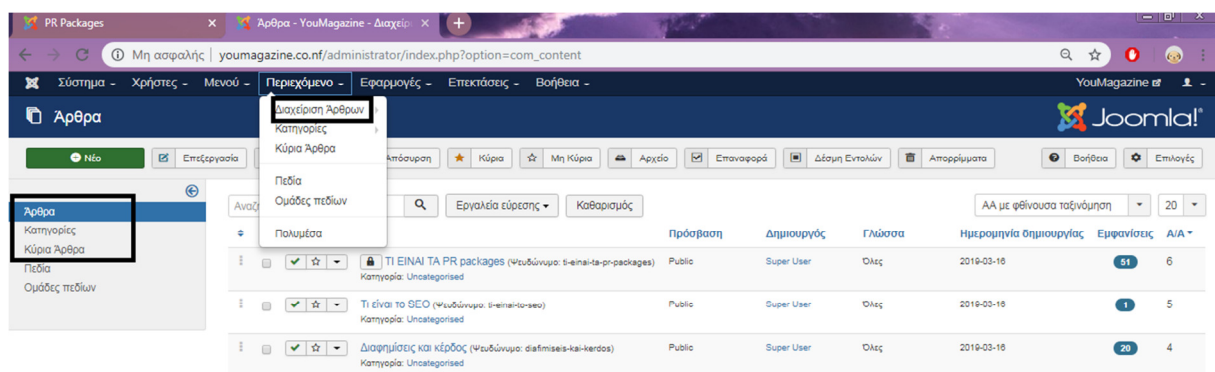 PR Packages
Άρθρα - YouMagazine - Διαχείρι
Μη ασφαλής | youmagazine.co.nf/administrator/index.php?option=com_content
Σύστημα Χρήστες Μενού Περιεχόμενο Εφαρμογές Επεκτάσεις Βοήθεια YouMagazine
Άρθρα Joomla!®
Διαχείριση Άρθρων
Κατηγορίες
Κύρια Άρθρα
Πεδία
Ομάδες πεδίων
Πολυμέσα
Νέο Επεξεργασία Απόσυρση Κύρια Μη Κύρια Αρχείο Επαναφορά Δέσμη Εντολών Απορρίμματα Βοήθεια Επιλογές
Άρθρα
Κατηγορίες
Κύρια Άρθρα
Πεδία
Ομάδες πεδίων
Εργαλεία εύρεσης Καθαρισμός ΑΑ με φθίνουσα ταξινόμηση 20
Πρόσβαση Δημιουργός Γλώσσα Ημερομηνία δημιουργίας Εμφανίσεις Α/Α
ΤΙ ΕΙΝΑΙ ΤΑ PR packages (Ψευδώνυμο: ti-einai-ta-pr-packages) Public Super User Όλες 2019-03-16 51 6
Κατηγορία: Uncategorised
Τι είναι το SEO (Ψευδώνυμο: ti-einai-to-seo) Public Super User Όλες 2019-03-16 1 5
Κατηγορία: Uncategorised
Διαφημίσεις και κέρδος (Ψευδώνυμο: diafimiseis-kai-kerdos) Public Super User Όλες 2019-03-16 20 4
Κατηγορία: Uncategorised